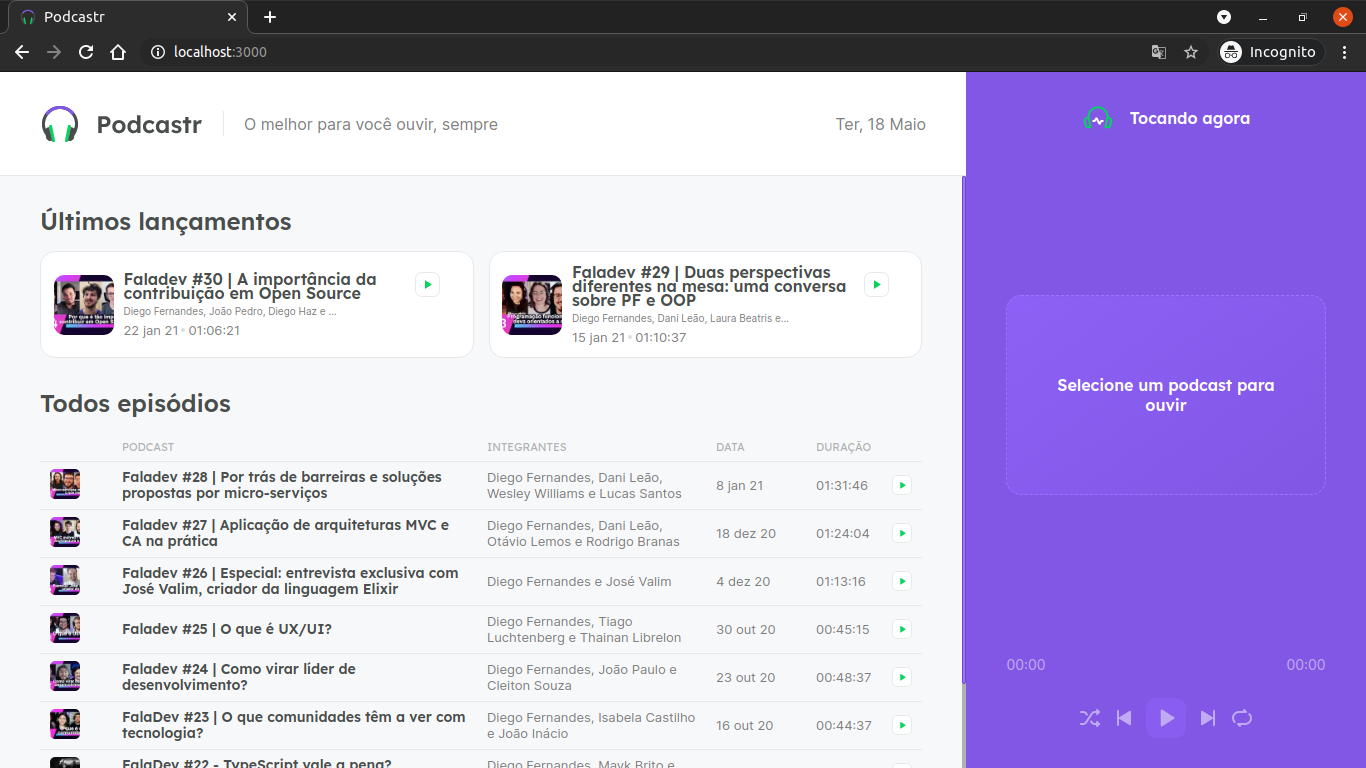 Podcastr
localhost:3000
Incognito
Podcastr
O melhor para você ouvir, sempre
Ter, 18 Maio
Tocando agora
Últimos lançamentos
Faladev #30 | A importância da
contribuição em Open Source
Diego Fernandes, João Pedro, Diego Haz e ...
22 jan 21 • 01:06:21
Faladev #29 | Duas perspectivas
diferentes na mesa: uma conversa
sobre PF e OOP
Diego Fernandes, Dani Leão, Laura Beatris e...
15 jan 21 • 01:10:37
Selecione um podcast para
ouvir
Todos episódios
PODCAST INTEGRANTES DATA DURAÇÃO
Faladev #28 | Por trás de barreiras e soluções
propostas por micro-serviços
Diego Fernandes, Dani Leão,
Wesley Williams e Lucas Santos
8 jan 21
01:31:46
Faladev #27 | Aplicação de arquiteturas MVC e
CA na prática
Diego Fernandes, Dani Leão,
Otávio Lemos e Rodrigo Branas
18 dez 20
01:24:04
Faladev #26 | Especial: entrevista exclusiva com
José Valim, criador da linguagem Elixir
Diego Fernandes e José Valim
4 dez 20
01:13:16
Faladev #25 | O que é UX/UI?
Diego Fernandes, Tiago
Luchtenberg e Thainan Librelon
30 out 20
00:45:15
Faladev #24 | Como virar líder de
desenvolvimento?
Diego Fernandes, João Paulo e
Cleiton Souza
23 out 20
00:48:37
FalaDev #23 | O que comunidades têm a ver com
tecnologia?
Diego Fernandes, Isabela Castilho
e João Inácio
16 out 20
00:44:37
FalaDev #22 - TypeScript vale a pena?
Diego Fernandes, Mayk Brito e
00:00
00:00